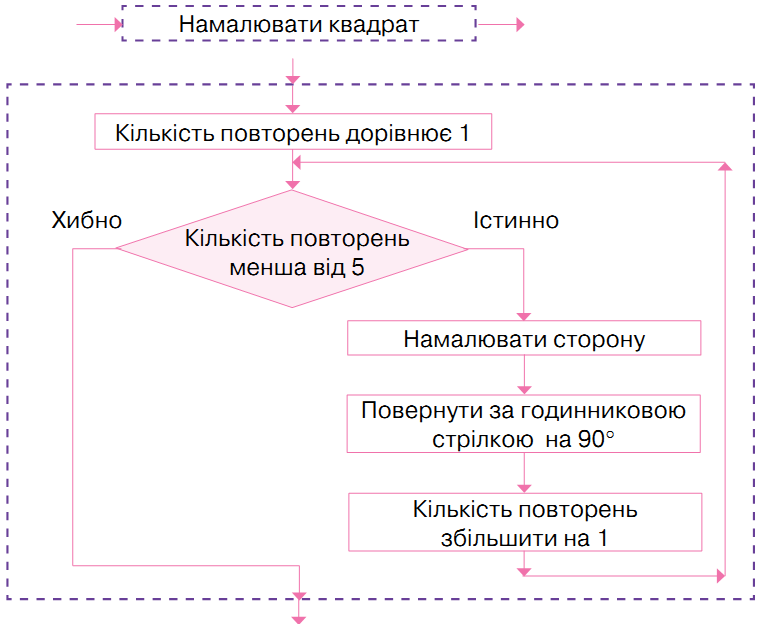 Намалювати квадрат
Кількість повторень дорівнює 1
Хибно
Істинно
Кількість повторень
менша від 5
Намалювати сторону
Повернути за годинниковою
стрілкою на 90°
Кількість повторень
збільшити на 1